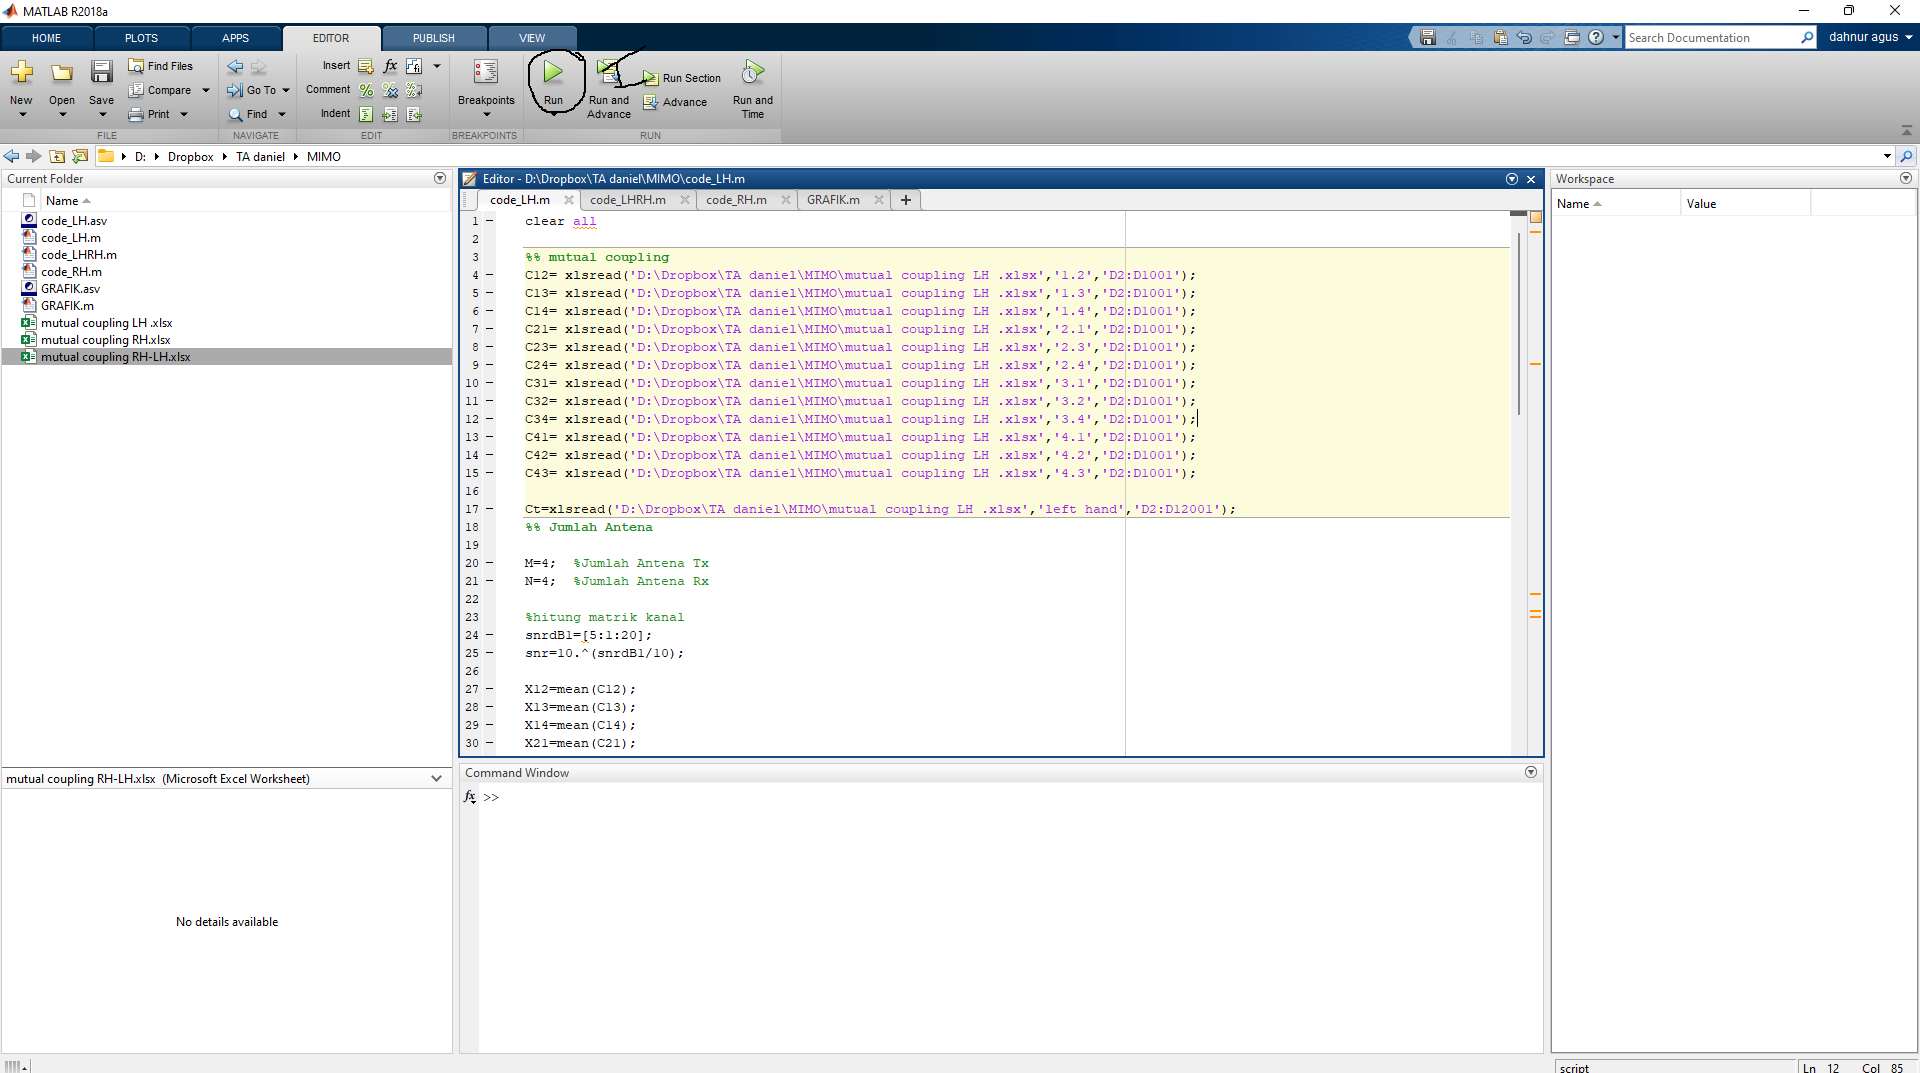 MATLAB R2018a
HOME PLOTS APPS EDITOR PUBLISH VIEW
Search Documentation
dahnur agus
New Open Save
Find Files
Compare
Print
FILE
Go To
Find
NAVIGATE
Insert
Comment
Indent
EDIT
Breakpoints
BREAKPOINTS
Run
Run and Advance
Run Section
Advance
Run and Time
RUN
D: Dropbox TA daniel MIMO
Current Folder
Name
code_LH.asv
code_LH.m
code_LHRH.m
code_RH.m
GRAFIK.asv
GRAFIK.m
mutual coupling LH .xlsx
mutual coupling RH.xlsx
mutual coupling RH-LH.xlsx
mutual coupling RH-LH.xlsx (Microsoft Excel Worksheet)
No details available
Editor - D:\Dropbox\TA daniel\MIMO\code_LH.m
code_LH.m code_LHRH.m code_RH.m GRAFIK.m +
1 clear all
2
3 %% mutual coupling
4 C12= xlsread('D:\Dropbox\TA daniel\MIMO\mutual coupling LH .xlsx','1.2','D2:D1001');
5 C13= xlsread('D:\Dropbox\TA daniel\MIMO\mutual coupling LH .xlsx','1.3','D2:D1001');
6 C14= xlsread('D:\Dropbox\TA daniel\MIMO\mutual coupling LH .xlsx','1.4','D2:D1001');
7 C21= xlsread('D:\Dropbox\TA daniel\MIMO\mutual coupling LH .xlsx','2.1','D2:D1001');
8 C23= xlsread('D:\Dropbox\TA daniel\MIMO\mutual coupling LH .xlsx','2.3','D2:D1001');
9 C24= xlsread('D:\Dropbox\TA daniel\MIMO\mutual coupling LH .xlsx','2.4','D2:D1001');
10 C31= xlsread('D:\Dropbox\TA daniel\MIMO\mutual coupling LH .xlsx','3.1','D2:D1001');
11 C32= xlsread('D:\Dropbox\TA daniel\MIMO\mutual coupling LH .xlsx','3.2','D2:D1001');
12 C34= xlsread('D:\Dropbox\TA daniel\MIMO\mutual coupling LH .xlsx','3.4','D2:D1001');
13 C41= xlsread('D:\Dropbox\TA daniel\MIMO\mutual coupling LH .xlsx','4.1','D2:D1001');
14 C42= xlsread('D:\Dropbox\TA daniel\MIMO\mutual coupling LH .xlsx','4.2','D2:D1001');
15 C43= xlsread('D:\Dropbox\TA daniel\MIMO\mutual coupling LH .xlsx','4.3','D2:D1001');
16
17 Ct=xlsread('D:\Dropbox\TA daniel\MIMO\mutual coupling LH .xlsx','left hand','D2:D12001');
18 %% Jumlah Antena
19
20 M=4; %Jumlah Antena Tx
21 N=4; %Jumlah Antena Rx
22
23 %hitung matrik kanal
24 snrdB1=[5:1:20];
25 snr=10.^(snrdB1/10);
26
27 X12=mean(C12);
28 X13=mean(C13);
29 X14=mean(C14);
30 X21=mean(C21);
Command Window
fx >>
Workspace
Name Value
script Ln 12 Col 85